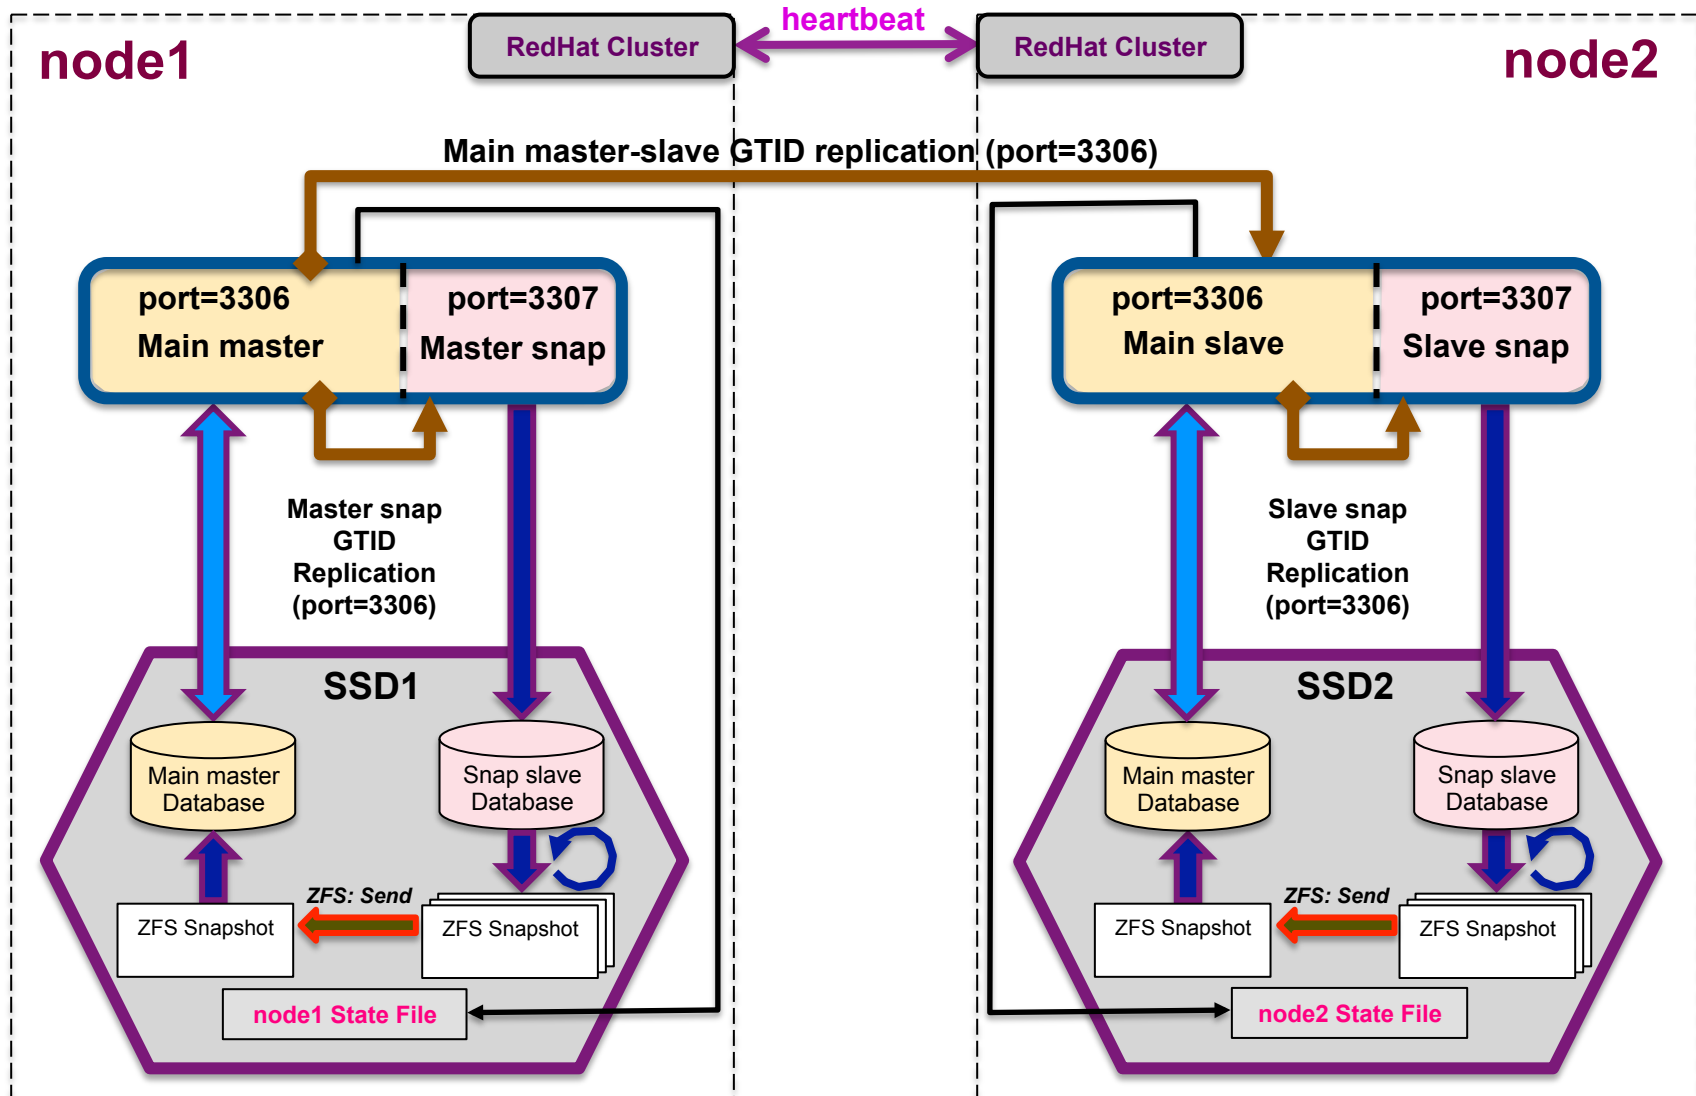 heartbeat
node1
RedHat Cluster
RedHat Cluster
node2
Main master-slave GTID replication (port=3306)
port=3306
Main master
port=3307
Master snap
port=3306
Main slave
port=3307
Slave snap
Master snap
GTID
Replication
(port=3306)
Slave snap
GTID
Replication
(port=3306)
SSD1
Main master
Database
Snap slave
Database
ZFS: Send
ZFS Snapshot
ZFS Snapshot
node1 State File
SSD2
Main master
Database
Snap slave
Database
ZFS: Send
ZFS Snapshot
ZFS Snapshot
node2 State File